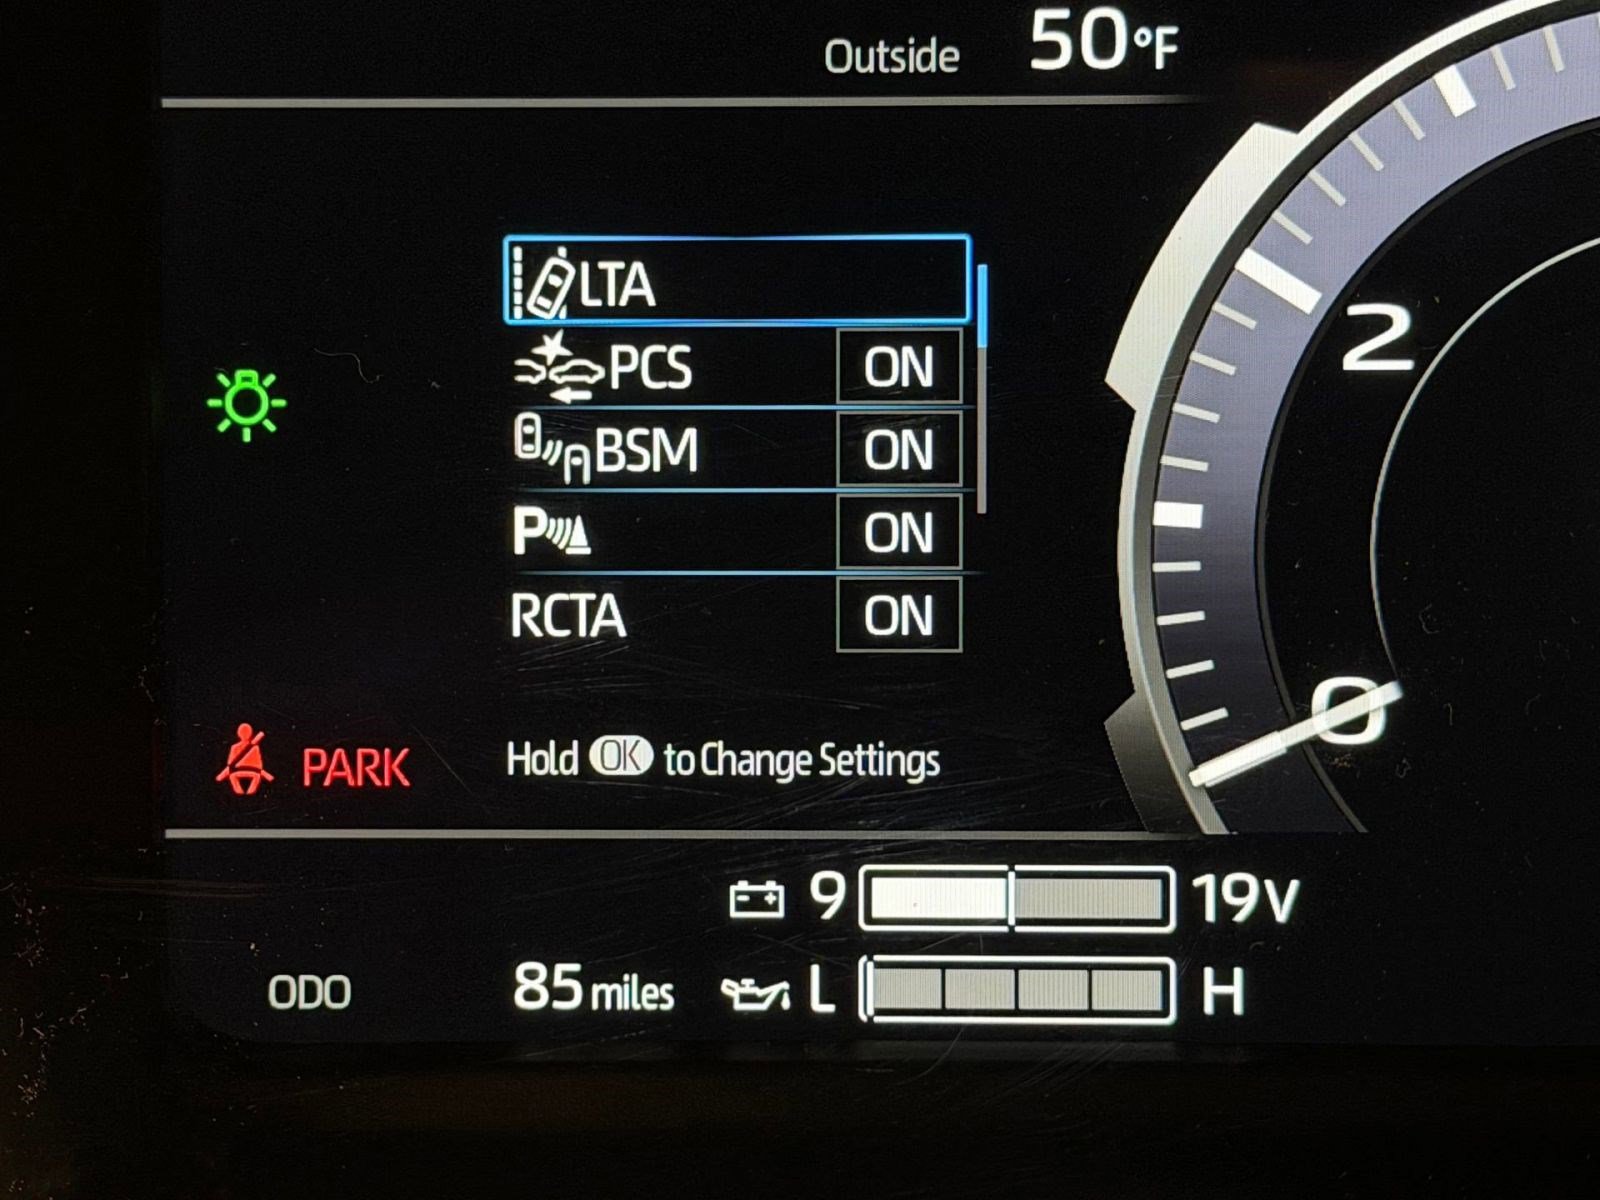 Outside 50°F
LTA
PCS ON
BSM ON
P ON
RCTA ON
2
0
PARK
Hold OK to Change Settings
9 19V
ODO 85 miles L H